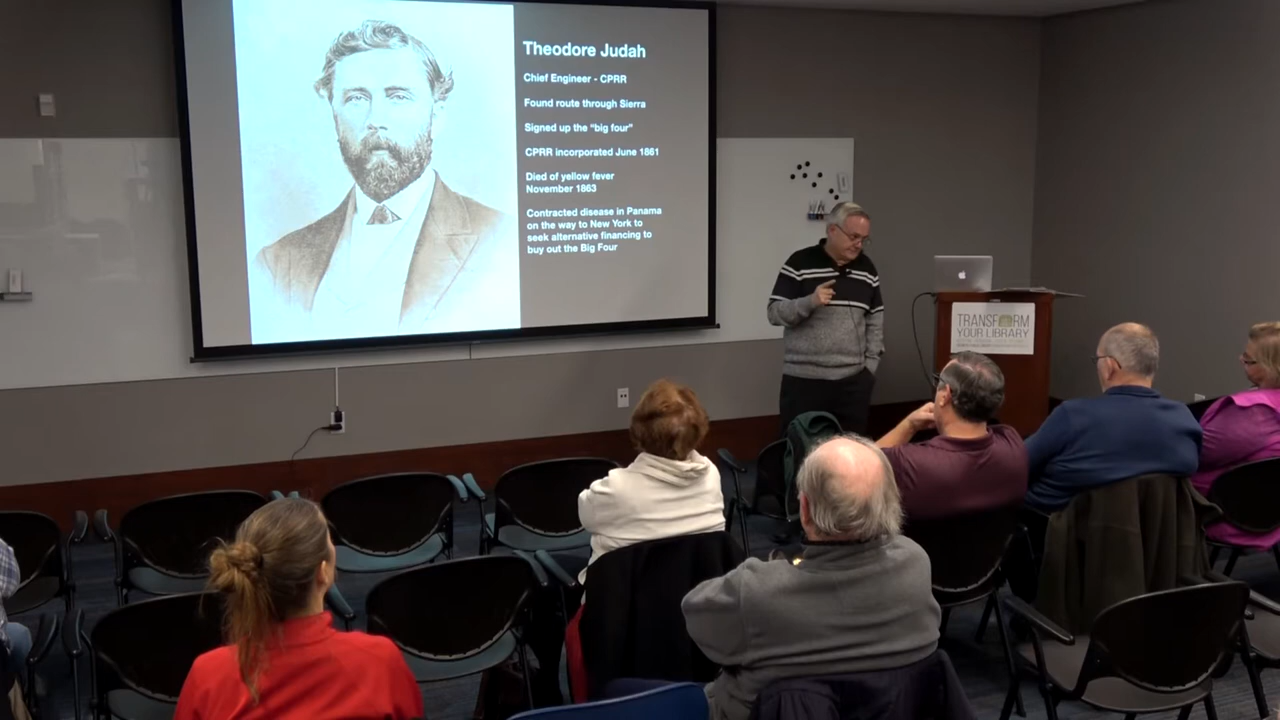 Theodore Judah
Chief Engineer - CPRR
Found route through Sierra
Signed up the “big four”
CPRR incorporated June 1861
Died of yellow fever
November 1863
Contracted disease in Panama
on the way to New York to
seek alternative financing to
buy out the Big Four
TRANSFORM
YOUR LIBRARY